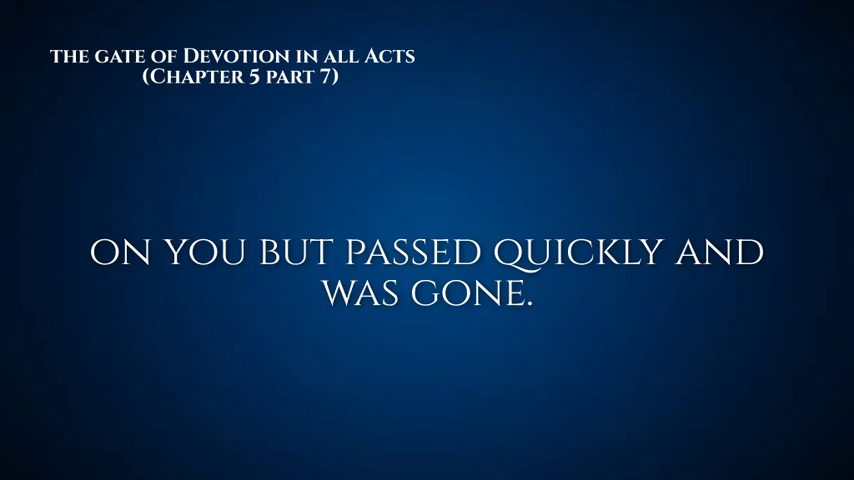 the gate of Devotion in all Acts
(Chapter 5 part 7)
on you but passed quickly and
was gone.